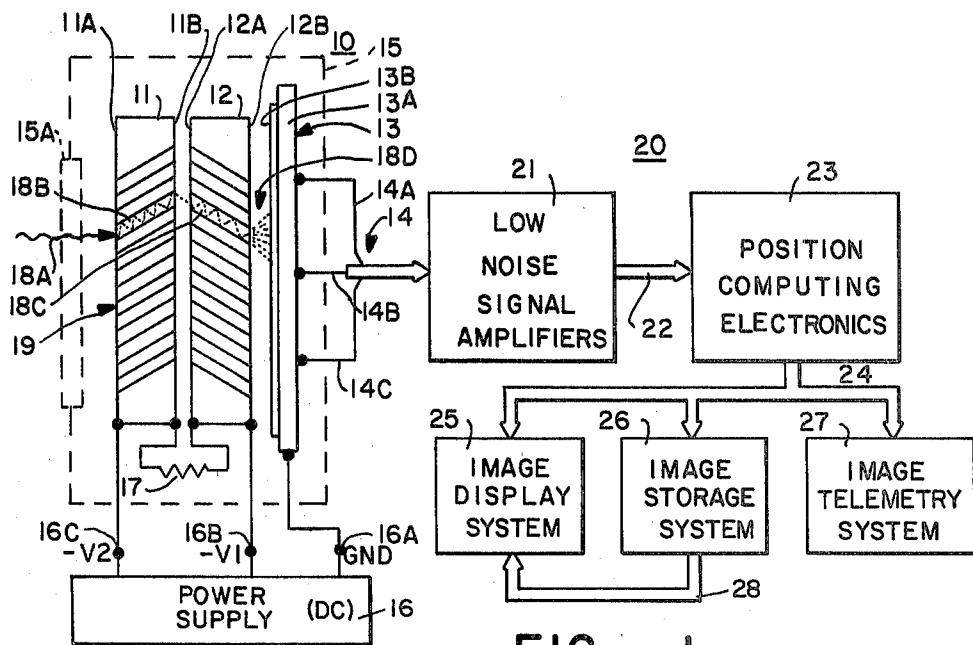 11A
11B
12A
12B
10
15
13B
13A
13
18D
11
12
15A
14A
14
18B
18A
18C
19
14B
14C
17
16C
-V2
16B
-V1
16A
GND
POWER
SUPPLY
(DC)
16
20
21
LOW
NOISE
SIGNAL
AMPLIFIERS
22
23
POSITION
COMPUTING
ELECTRONICS
24
25
IMAGE
DISPLAY
SYSTEM
26
IMAGE
STORAGE
SYSTEM
27
IMAGE
TELEMETRY
SYSTEM
28